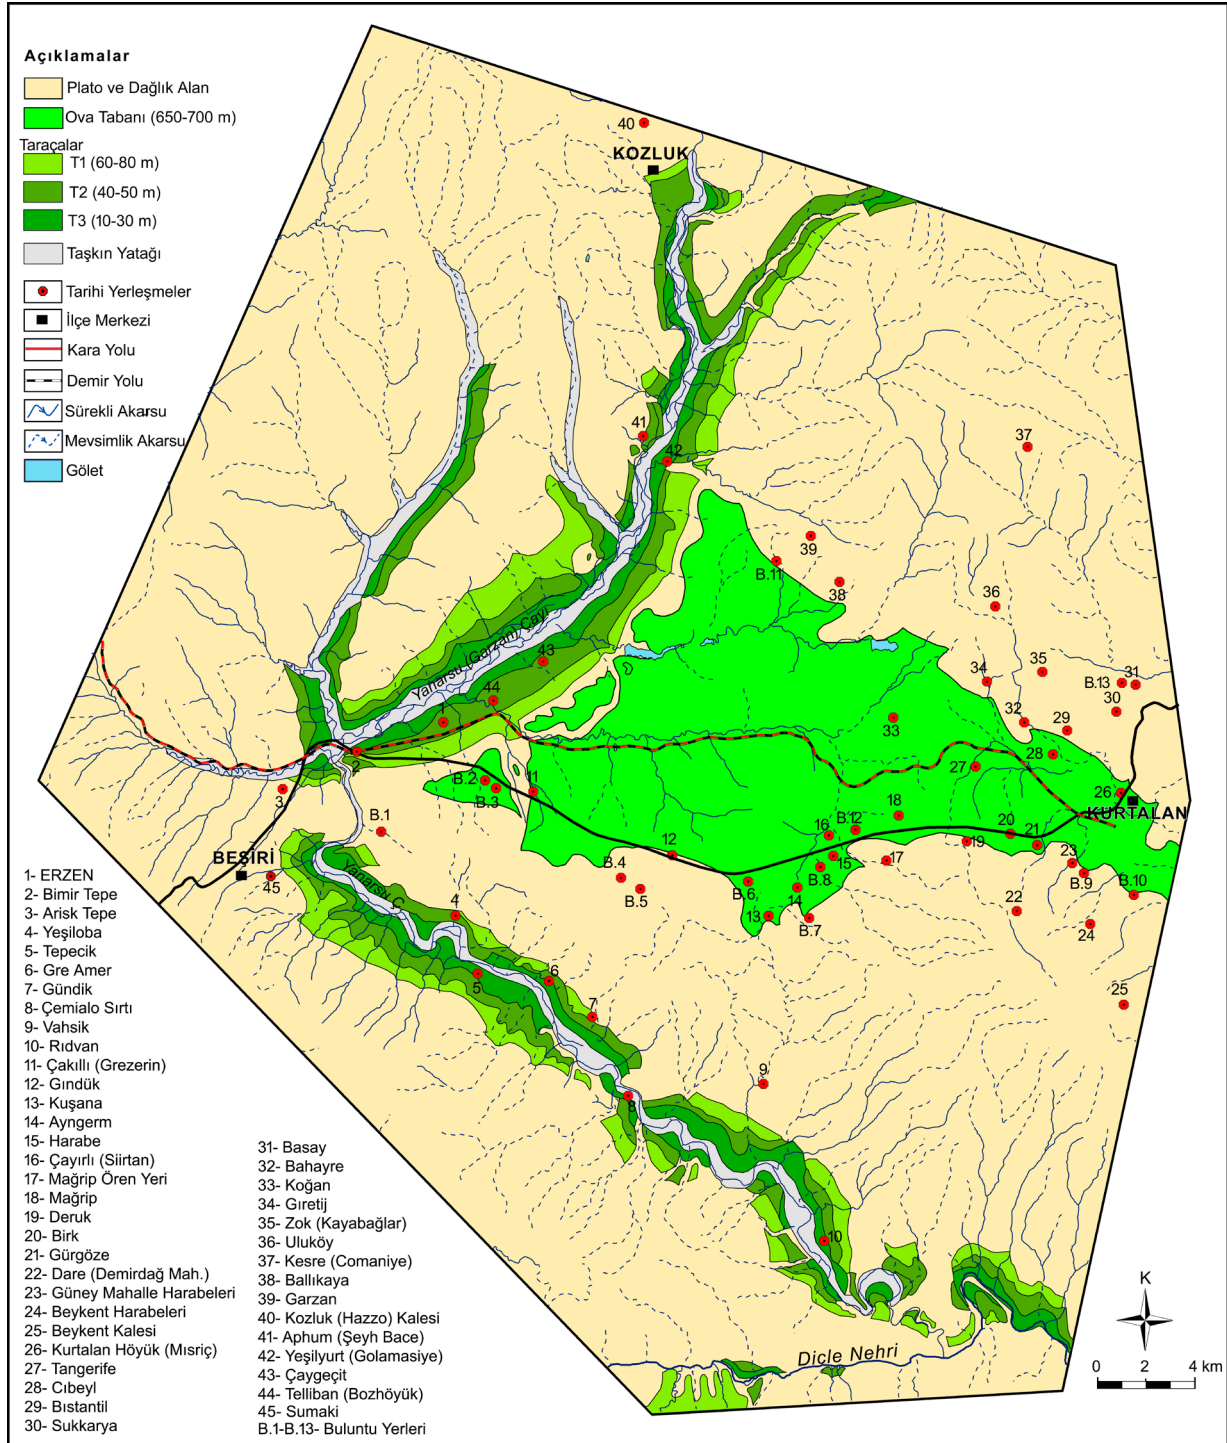 Açıklamalar
Plato ve Dağlık Alan
Ova Tabanı (650-700 m)
Taraçalar
T1 (60-80 m)
T2 (40-50 m)
T3 (10-30 m)
Taşkın Yatağı
Tarihi Yerleşmeler
İlçe Merkezi
Kara Yolu
Demir Yolu
Sürekli Akarsu
Mevsimlik Akarsu
Gölet
40
KOZLUK
41
42
37
39
B.11
38
36
43
Yanarsu (Garzan) Çayı
34
35
B.13
31
30
44
1
33
32
29
28
2
27
B.2
B.3
11
3
26
KURTALAN
B.1
18
B.12
16
20
21
12
19
BEŞİRİ
15
17
23
B.4
B.8
B.9
B.10
45
B.5
B.6
14
Yanarsu Ç.
4
13
B.7
22
24
5
6
25
7
9
8
10
Dicle Nehri
K
0 2 4 km
1- ERZEN
2- Bimir Tepe
3- Arisk Tepe
4- Yeşiloba
5- Tepecik
6- Gre Amer
7- Gündik
8- Çemialo Sırtı
9- Vahsik
10- Rıdvan
11- Çakıllı (Grezerin)
12- Gındük
13- Kuşana
14- Ayngerm
15- Harabe
16- Çayırlı (Siirtan)
17- Mağrip Ören Yeri
18- Mağrip
19- Deruk
20- Birk
21- Gürgöze
22- Dare (Demirdağ Mah.)
23- Güney Mahalle Harabeleri
24- Beykent Harabeleri
25- Beykent Kalesi
26- Kurtalan Höyük (Mısriç)
27- Tangerife
28- Cıbeyl
29- Bıstantil
30- Sukkarya
31- Basay
32- Bahayre
33- Koğan
34- Gıretij
35- Zok (Kayabağlar)
36- Uluköy
37- Kesre (Comaniye)
38- Ballıkaya
39- Garzan
40- Kozluk (Hazzo) Kalesi
41- Aphum (Şeyh Bace)
42- Yeşilyurt (Golamasiye)
43- Çaygeçit
44- Telliban (Bozhöyük)
45- Sumaki
B.1-B.13- Buluntu Yerleri